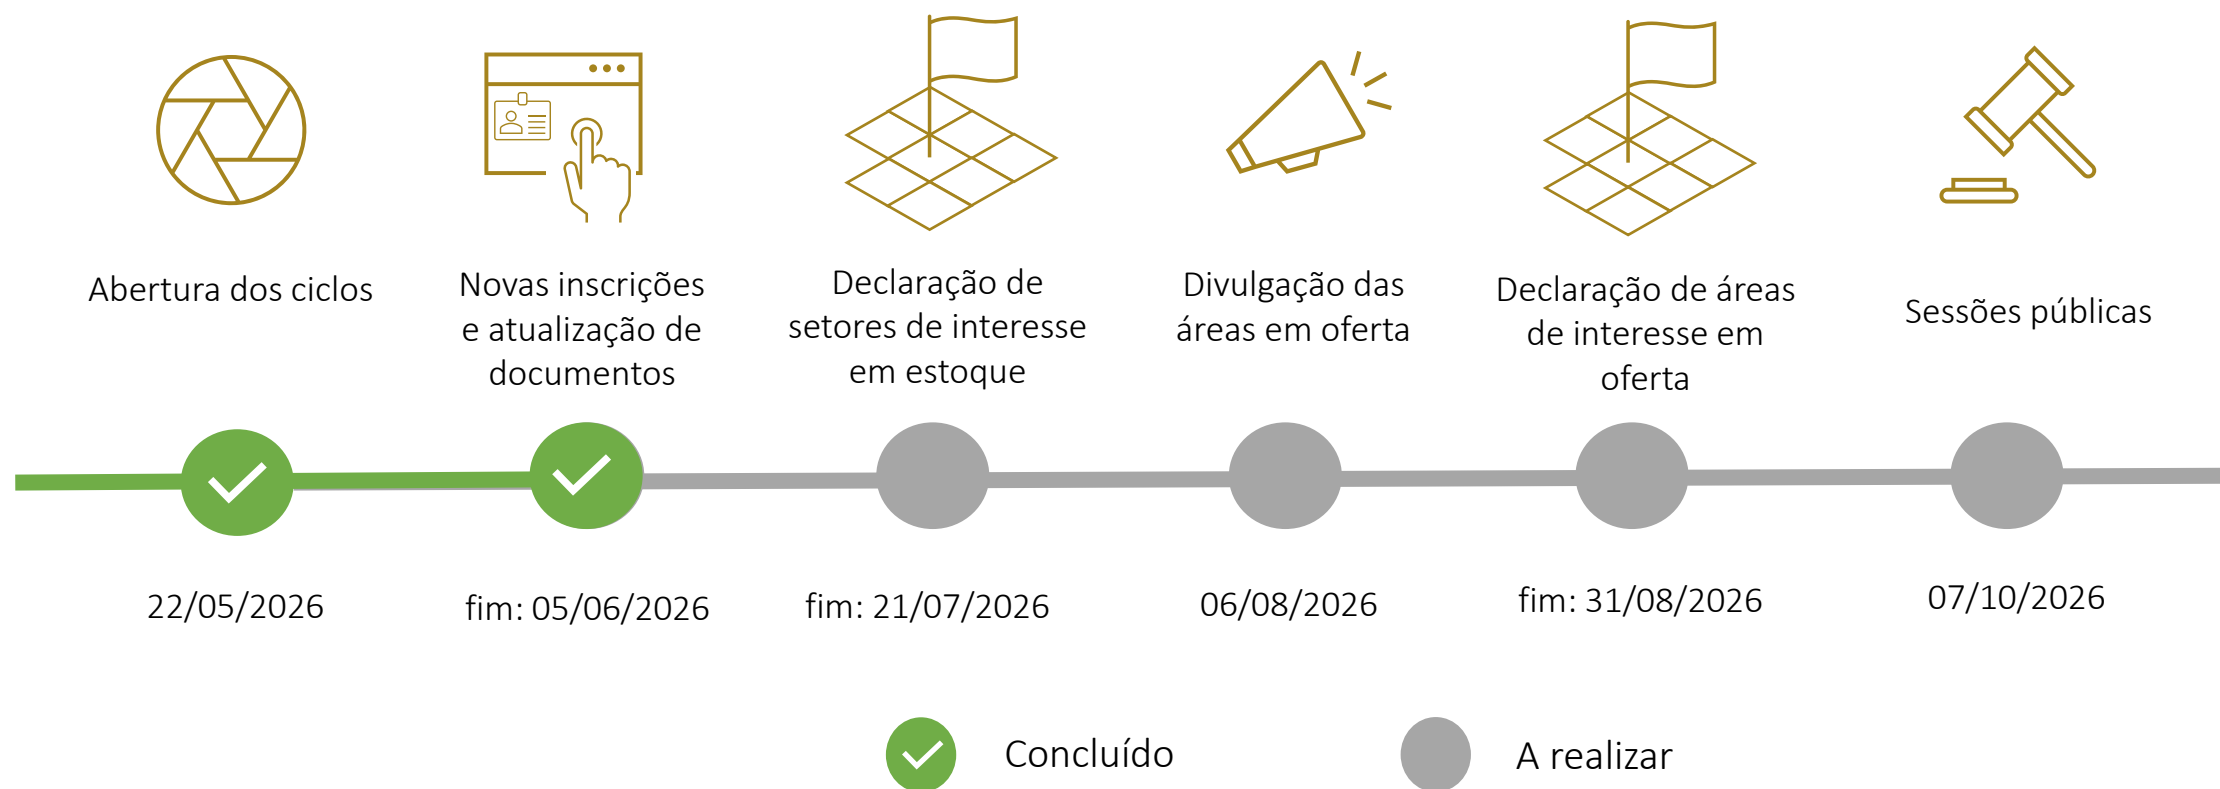 Abertura dos ciclos
Novas inscrições
e atualização de
documentos
Declaração de
setores de interesse
em estoque
Divulgação das
áreas em oferta
Declaração de áreas
de interesse em
oferta
Sessões públicas
22/05/2026
fim: 05/06/2026
fim: 21/07/2026
06/08/2026
fim: 31/08/2026
07/10/2026
Concluído
A realizar